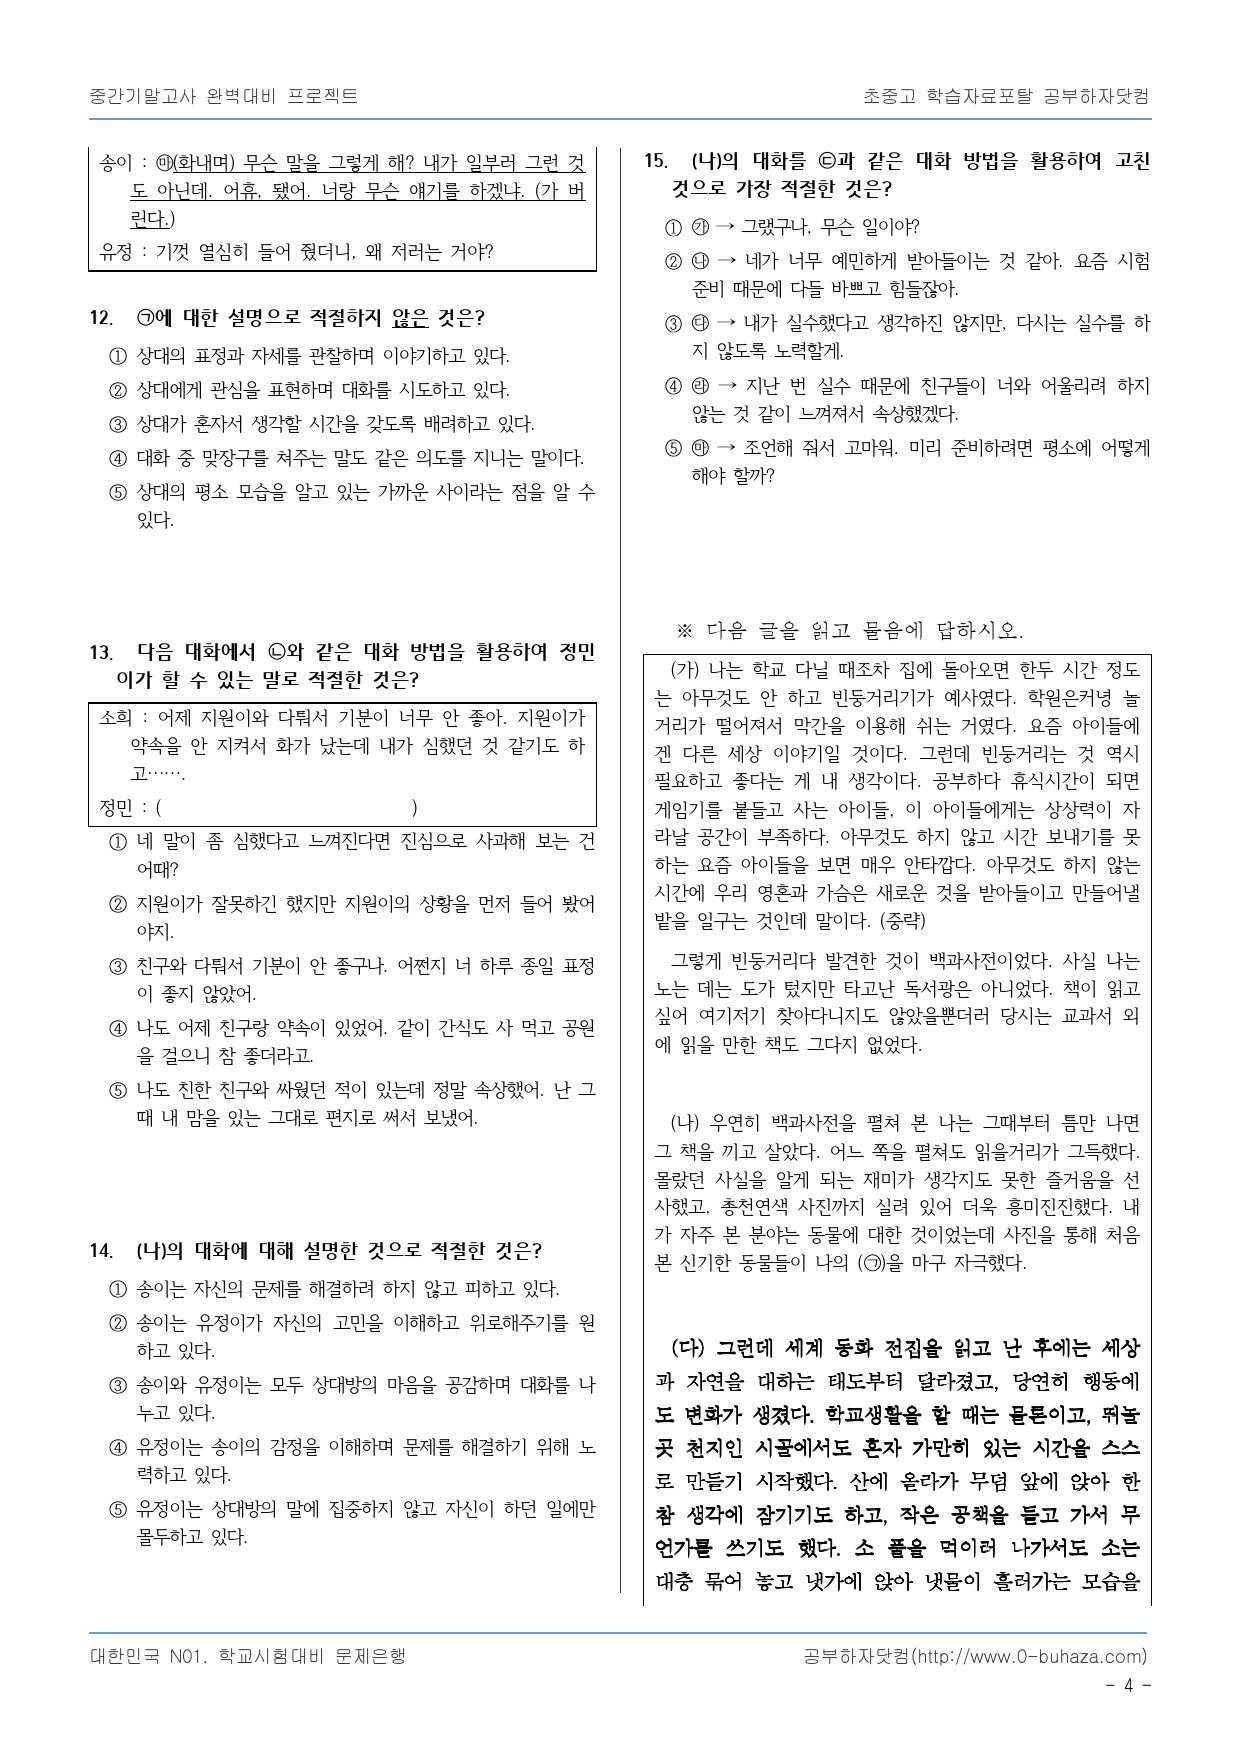 중간기말고사 완벽대비 프로젝트
초중고 학습자료포탈 공부하자닷컴
송이 : ㉲(화내며) 무슨 말을 그렇게 해? 내가 일부러 그런 것
도 아닌데. 어휴, 됐어. 너랑 무슨 얘기를 하겠냐. (가 버
린다.)
유정 : 기껏 열심히 들어 줬더니, 왜 저러는 거야?
12. ㉠에 대한 설명으로 적절하지 않은 것은?
① 상대의 표정과 자세를 관찰하며 이야기하고 있다.
② 상대에게 관심을 표현하며 대화를 시도하고 있다.
③ 상대가 혼자서 생각할 시간을 갖도록 배려하고 있다.
④ 대화 중 맞장구를 쳐주는 말도 같은 의도를 지니는 말이다.
⑤ 상대의 평소 모습을 알고 있는 가까운 사이라는 점을 알 수
있다.
13. 다음 대화에서 ㉡와 같은 대화 방법을 활용하여 정민
이가 할 수 있는 말로 적절한 것은?
소희 : 어제 지원이와 다퉈서 기분이 너무 안 좋아. 지원이가
약속을 안 지켜서 화가 났는데 내가 심했던 것 같기도 하
고…….
정민 : ( )
① 네 말이 좀 심했다고 느껴진다면 진심으로 사과해 보는 건
어때?
② 지원이가 잘못하긴 했지만 지원이의 상황을 먼저 들어 봤어
야지.
③ 친구와 다퉈서 기분이 안 좋구나. 어쩐지 너 하루 종일 표정
이 좋지 않았어.
④ 나도 어제 친구랑 약속이 있었어. 같이 간식도 사 먹고 공원
을 걸으니 참 좋더라고.
⑤ 나도 친한 친구와 싸웠던 적이 있는데 정말 속상했어. 난 그
때 내 맘을 있는 그대로 편지로 써서 보냈어.
14. (나)의 대화에 대해 설명한 것으로 적절한 것은?
① 송이는 자신의 문제를 해결하려 하지 않고 피하고 있다.
② 송이는 유정이가 자신의 고민을 이해하고 위로해주기를 원
하고 있다.
③ 송이와 유정이는 모두 상대방의 마음을 공감하며 대화를 나
누고 있다.
④ 유정이는 송이의 감정을 이해하며 문제를 해결하기 위해 노
력하고 있다.
⑤ 유정이는 상대방의 말에 집중하지 않고 자신이 하던 일에만
몰두하고 있다.
15. (나)의 대화를 ㉢과 같은 대화 방법을 활용하여 고친
것으로 가장 적절한 것은?
① ㉮ → 그랬구나, 무슨 일이야?
② ㉯ → 네가 너무 예민하게 받아들이는 것 같아. 요즘 시험
준비 때문에 다들 바쁘고 힘들잖아.
③ ㉰ → 내가 실수했다고 생각하진 않지만, 다시는 실수를 하
지 않도록 노력할게.
④ ㉱ → 지난 번 실수 때문에 친구들이 너와 어울리려 하지
않는 것 같이 느껴져서 속상했겠다.
⑤ ㉲ → 조언해 줘서 고마워. 미리 준비하려면 평소에 어떻게
해야 할까?
※ 다음 글을 읽고 물음에 답하시오.
(가) 나는 학교 다닐 때조차 집에 돌아오면 한두 시간 정도
는 아무것도 안 하고 빈둥거리기가 예사였다. 학원은커녕 놀
거리가 떨어져서 막간을 이용해 쉬는 거였다. 요즘 아이들에
겐 다른 세상 이야기일 것이다. 그런데 빈둥거리는 것 역시
필요하고 좋다는 게 내 생각이다. 공부하다 휴식시간이 되면
게임기를 붙들고 사는 아이들, 이 아이들에게는 상상력이 자
라날 공간이 부족하다. 아무것도 하지 않고 시간 보내기를 못
하는 요즘 아이들을 보면 매우 안타깝다. 아무것도 하지 않는
시간에 우리 영혼과 가슴은 새로운 것을 받아들이고 만들어낼
밭을 일구는 것인데 말이다. (중략)
그렇게 빈둥거리다 발견한 것이 백과사전이었다. 사실 나는
노는 데는 도가 텄지만 타고난 독서광은 아니었다. 책이 읽고
싶어 여기저기 찾아다니지도 않았을뿐더러 당시는 교과서 외
에 읽을 만한 책도 그다지 없었다.
(나) 우연히 백과사전을 펼쳐 본 나는 그때부터 틈만 나면
그 책을 끼고 살았다. 어느 쪽을 펼쳐도 읽을거리가 그득했다.
몰랐던 사실을 알게 되는 재미가 생각지도 못한 즐거움을 선
사했고, 총천연색 사진까지 실려 있어 더욱 흥미진진했다. 내
가 자주 본 분야는 동물에 대한 것이었는데 사진을 통해 처음
본 신기한 동물들이 나의 (㉠)을 마구 자극했다.
(다) 그런데 세계 동화 전집을 읽고 난 후에는 세상
과 자연을 대하는 태도부터 달라졌고, 당연히 행동에
도 변화가 생겼다. 학교생활을 할 때는 물론이고, 뛰놀
곳 천지인 시골에서도 혼자 가만히 있는 시간을 스스
로 만들기 시작했다. 산에 올라가 무덤 앞에 앉아 한
참 생각에 잠기기도 하고, 작은 공책을 들고 가서 무
언가를 쓰기도 했다. 소 풀을 먹이러 나가서도 소는
대충 묶어 놓고 냇가에 앉아 냇물이 흘러가는 모습을
대한민국 N01. 학교시험대비 문제은행
공부하자닷컴(http://www.0-buhaza.com)
- 4 -